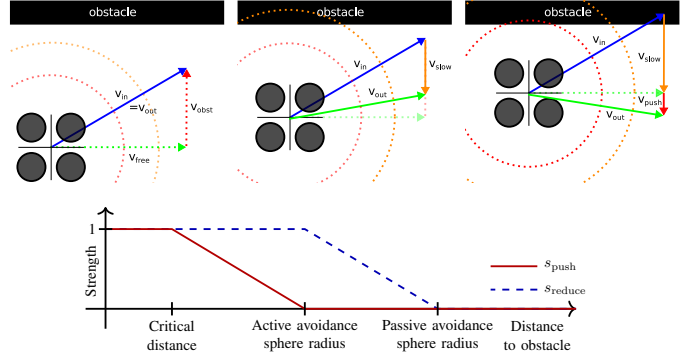 obstacle
v_in
=v_out
v_obst
v_free
obstacle
v_in
v_slow
v_out
obstacle
v_in
v_slow
v_push
v_out
Strength
1
s_push
s_reduce
Critical
distance
Active avoidance
sphere radius
Passive avoidance
sphere radius
Distance
to obstacle